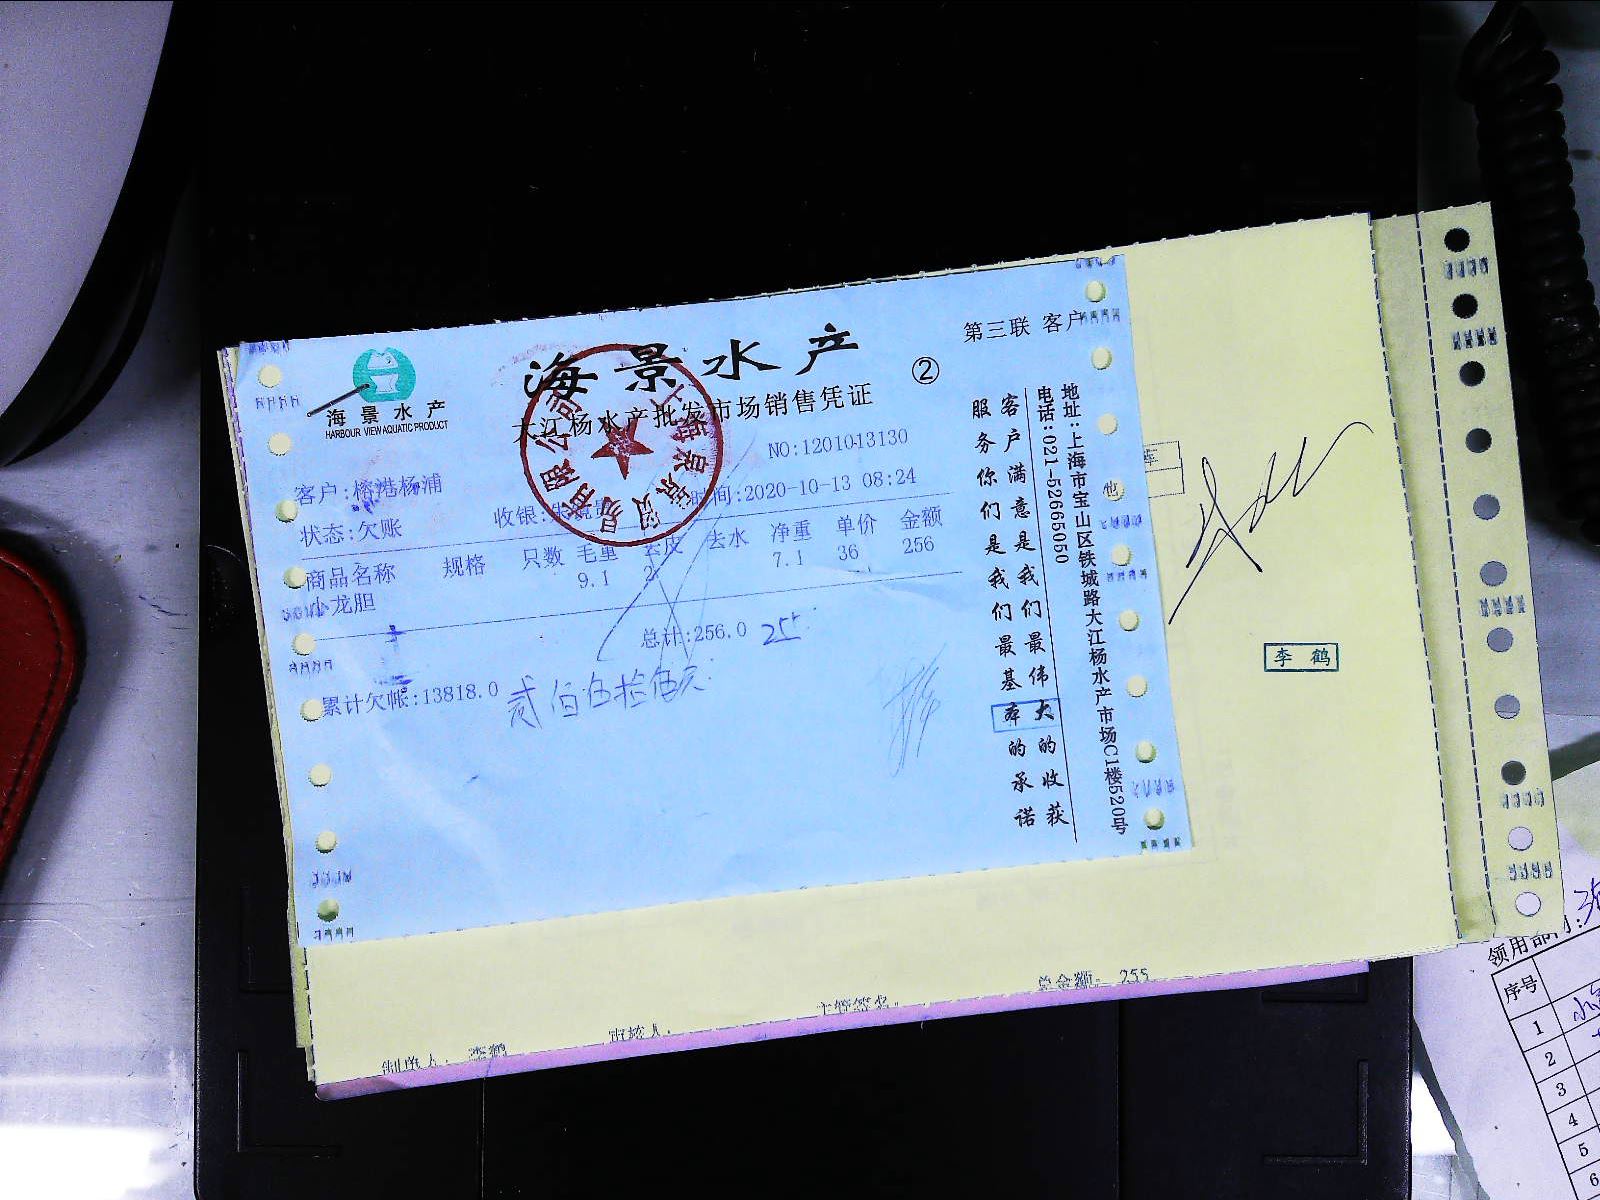 海景水产
HARBOUR VIEW AQUATIC PRODUCT
海景水产
大江杨水产批发市场销售凭证
②
第三联 客户
NO:12010-13130
客户:榕港杨浦
收银:
时间:2020-10-13 08:24
状态:欠账
商品名称 规格 只数 毛重 去皮 去水 净重 单价 金额
小龙胆 9.1 2 7.1 36 256
总计:256.0 255
累计欠帐:13818.0 贰佰伍拾伍元
客户满意是我们最伟大的收获
服务你们是我们最基本的承诺
地址:上海市宝山区铁城路大江杨水产市场C1楼520号
电话:021-52665050
他
库
李鹤
总金额: 255
主管签名:
审核人:
制单人: 李鹤
领用部门:
序号
1
2
3
4
5
6